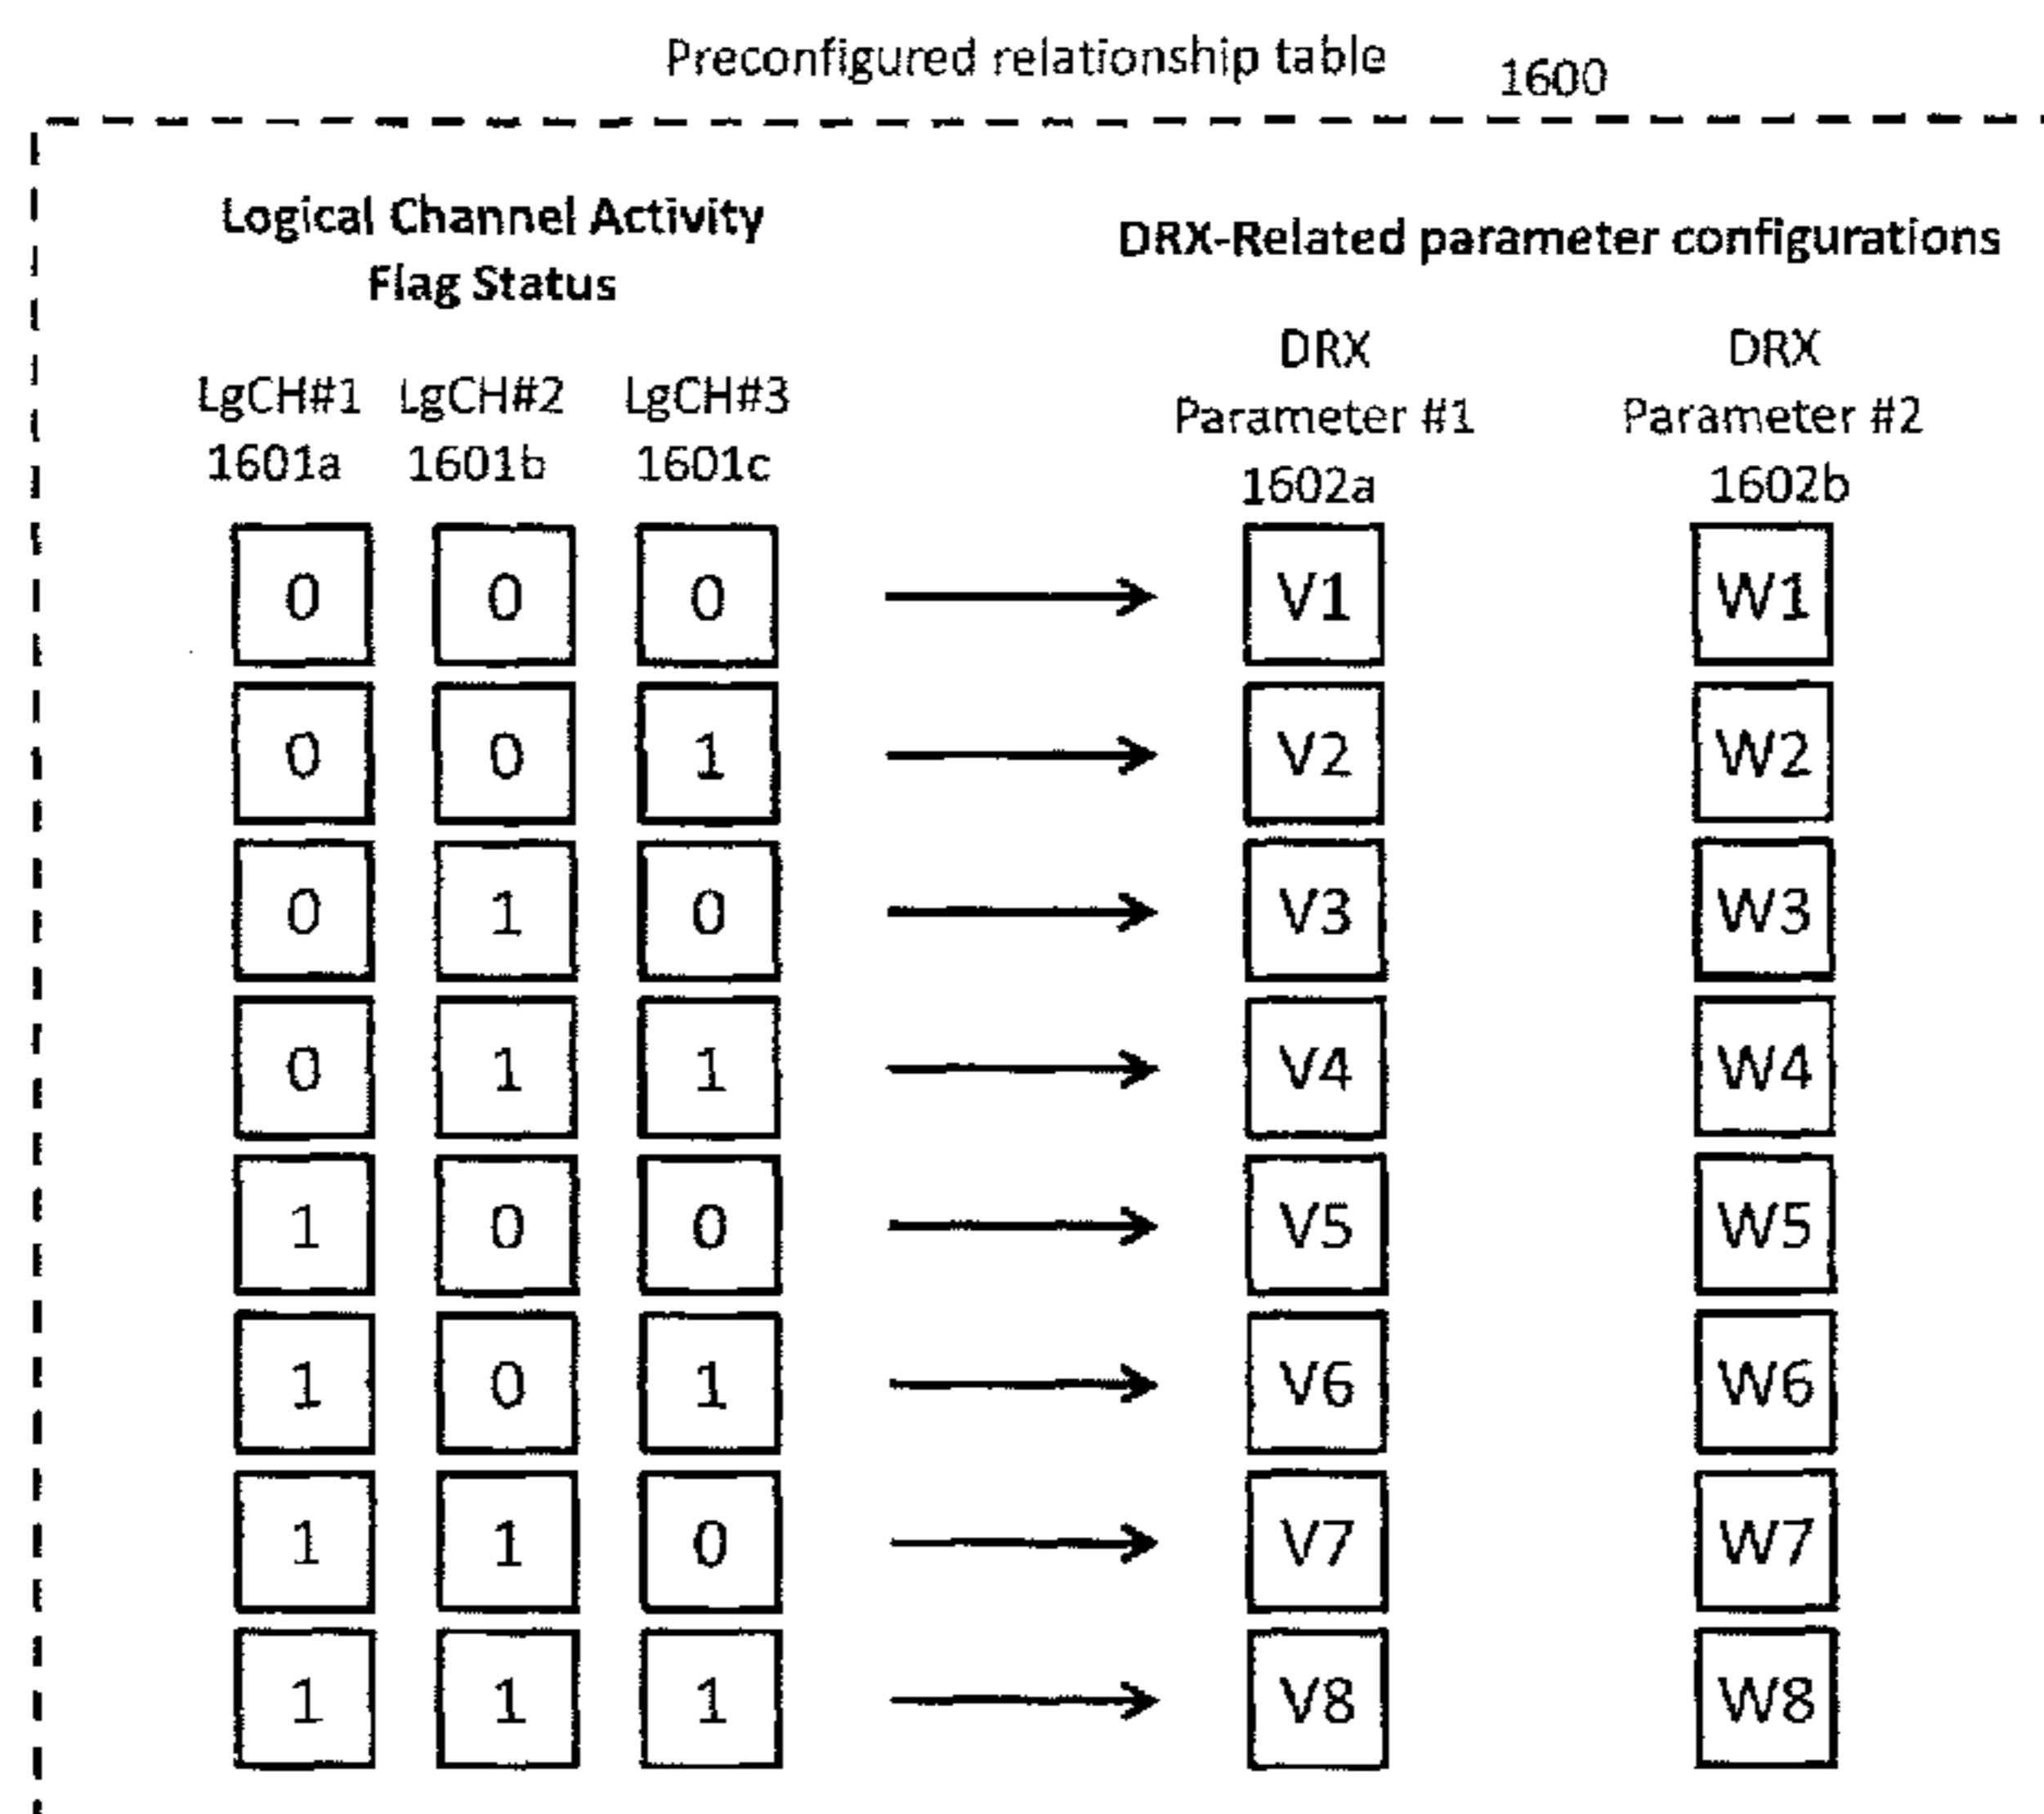 Preconfigured relationship table 1600
Logical Channel Activity
Flag Status
DRX-Related parameter configurations
LgCH#1 LgCH#2 LgCH#3
1601a 1601b 1601c
DRX
Parameter #1
1602a
DRX
Parameter #2
1602b
0 0 0 V1 W1
0 0 1 V2 W2
0 1 0 V3 W3
0 1 1 V4 W4
1 0 0 V5 W5
1 0 1 V6 W6
1 1 0 V7 W7
1 1 1 V8 W8